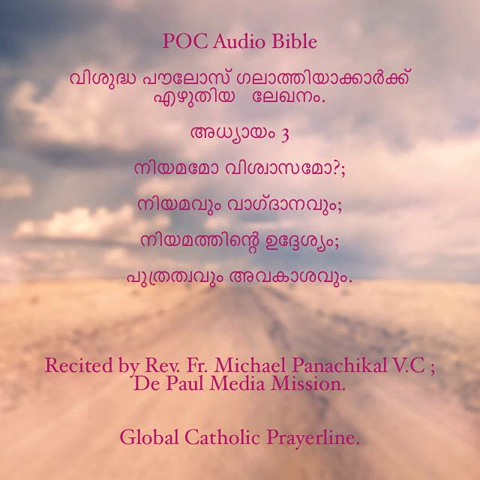 POC Audio Bible
വിശുദ്ധ പൗലോസ് ഗലാത്തിയാക്കാർക്ക്
എഴുതിയ ലേഖനം.
അധ്യായം 3
നിയമമോ വിശ്വാസമോ?;
നിയമവും വാഗ്ദാനവും;
നിയമത്തിന്റെ ഉദ്ദേശ്യം;
പുത്രത്വവും അവകാശവും.
Recited by Rev. Fr. Michael Panachikal V.C ;
De Paul Media Mission.
Global Catholic Prayerline.